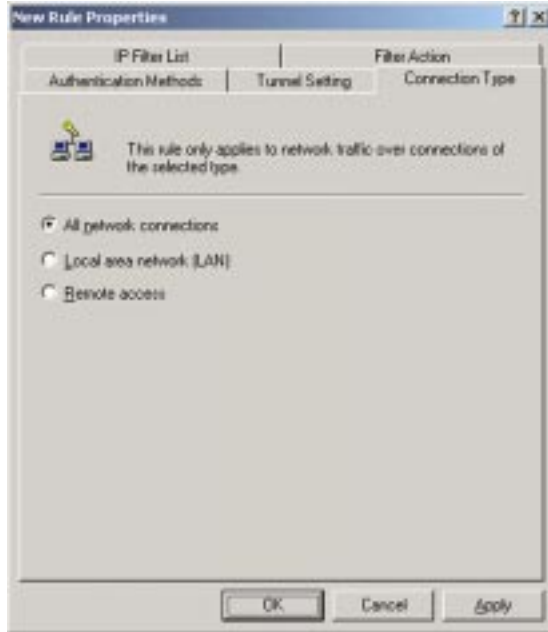 New Rule Properties
IP Filter List
Filter Action
Authentication Methods
Tunnel Setting
Connection Type
This rule only applies to network traffic over connections of
the selected type.
All network connections
Local area network (LAN)
Remote access
OK
Cancel
Apply